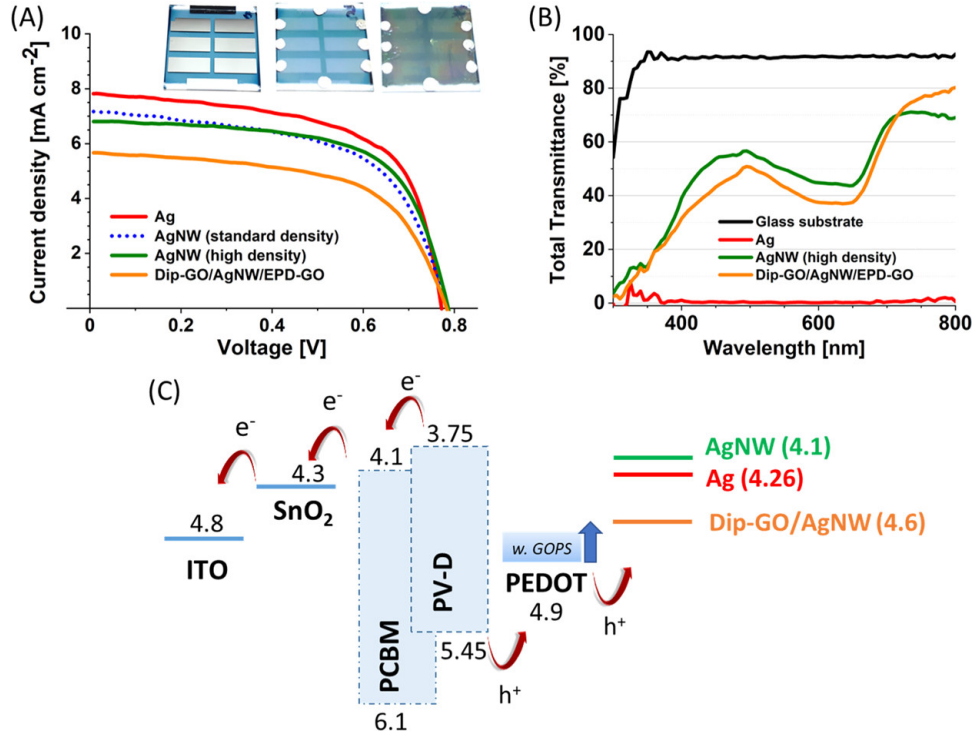 (A)
Current density [mA cm-2]
10
8
6
4
2
0
0.2
0.4
0.6
0.8
Voltage [V]
Ag
AgNW (standard density)
AgNW (high density)
Dip-GO/AgNW/EPD-GO
(B)
Total Transmittance [%]
100
80
60
40
20
0
400
600
800
Wavelength [nm]
Glass substrate
Ag
AgNW (high density)
Dip-GO/AgNW/EPD-GO
(C)
e-
e-
e-
4.8
ITO
4.3
SnO2
4.1
PCBM
6.1
3.75
PV-D
5.45
h+
w. GOPS
PEDOT
4.9
h+
AgNW (4.1)
Ag (4.26)
Dip-GO/AgNW (4.6)